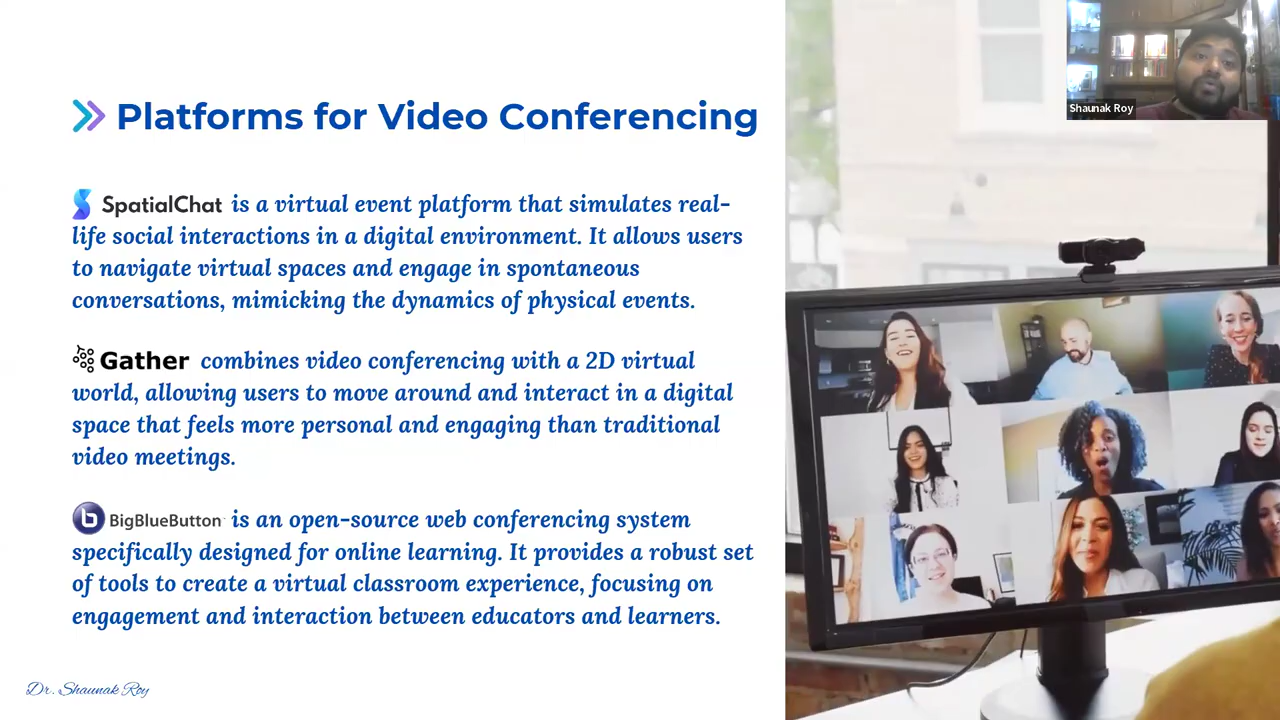 Shaunak Roy
Platforms for Video Conferencing
SpatialChat is a virtual event platform that simulates real-
life social interactions in a digital environment. It allows users
to navigate virtual spaces and engage in spontaneous
conversations, mimicking the dynamics of physical events.
Gather combines video conferencing with a 2D virtual
world, allowing users to move around and interact in a digital
space that feels more personal and engaging than traditional
video meetings.
b BigBlueButton is an open-source web conferencing system
specifically designed for online learning. It provides a robust set
of tools to create a virtual classroom experience, focusing on
engagement and interaction between educators and learners.
Dr. Shaunak Roy